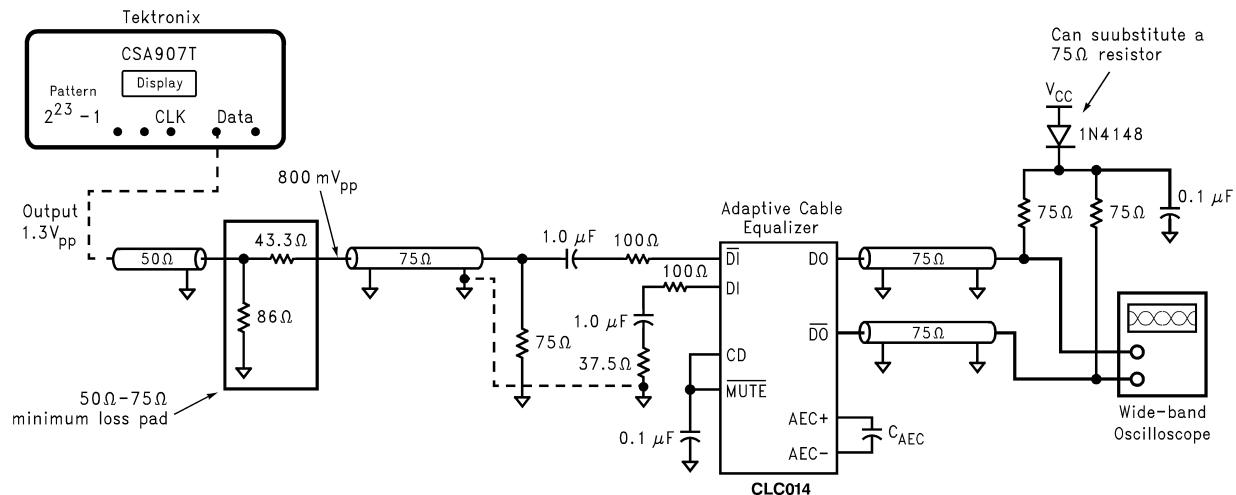 Tektronix
CSA907T
Display
Pattern
2^23 -1
CLK
Data
Output
1.3Vpp
50Ω
43.3Ω
86Ω
50Ω-75Ω
minimum loss pad
800 mVpp
75Ω
75Ω
1.0 μF
100Ω
100Ω
1.0 μF
37.5Ω
0.1 μF
Adaptive Cable
Equalizer
DI
DI
CD
MUTE
DO
DO
AEC+
AEC-
CLC014
CAEC
75Ω
75Ω
Can suubstitute a
75Ω resistor
VCC
1N4148
75Ω
75Ω
0.1 μF
Wide-band
Oscilloscope